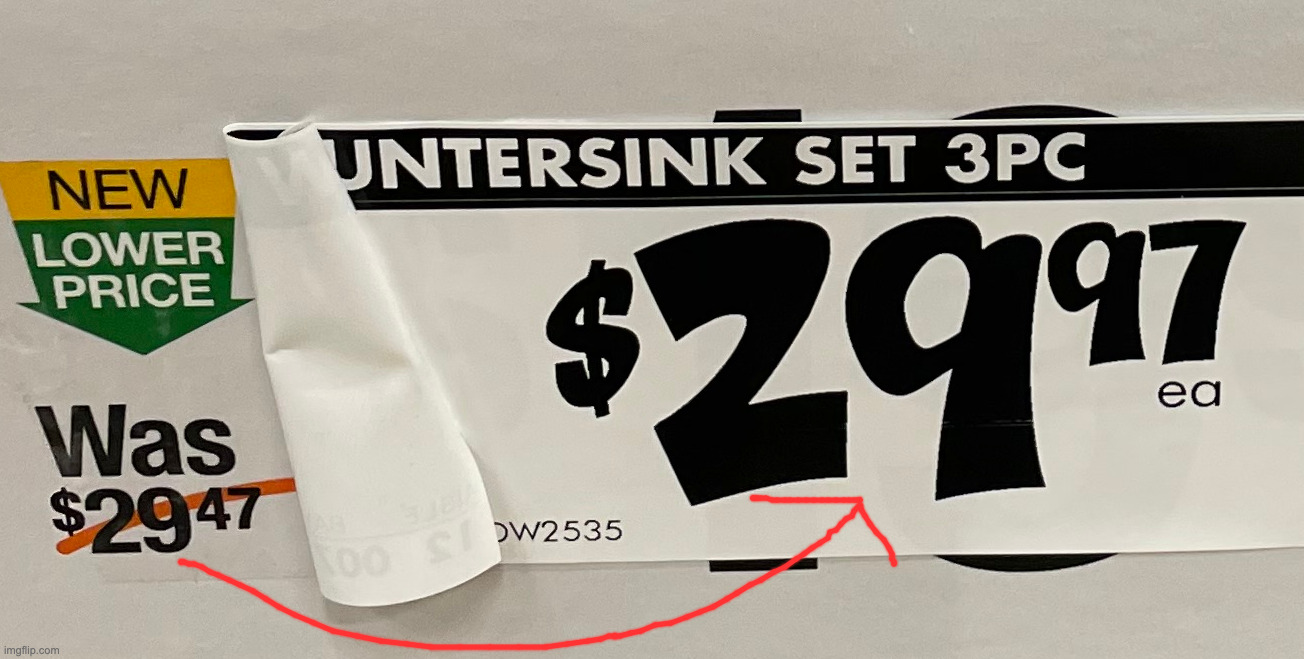 UNTERSINK SET 3PC
NEW
LOWER
PRICE
$29 97
ea
Was
$29 47
DW2535
imgflip.com